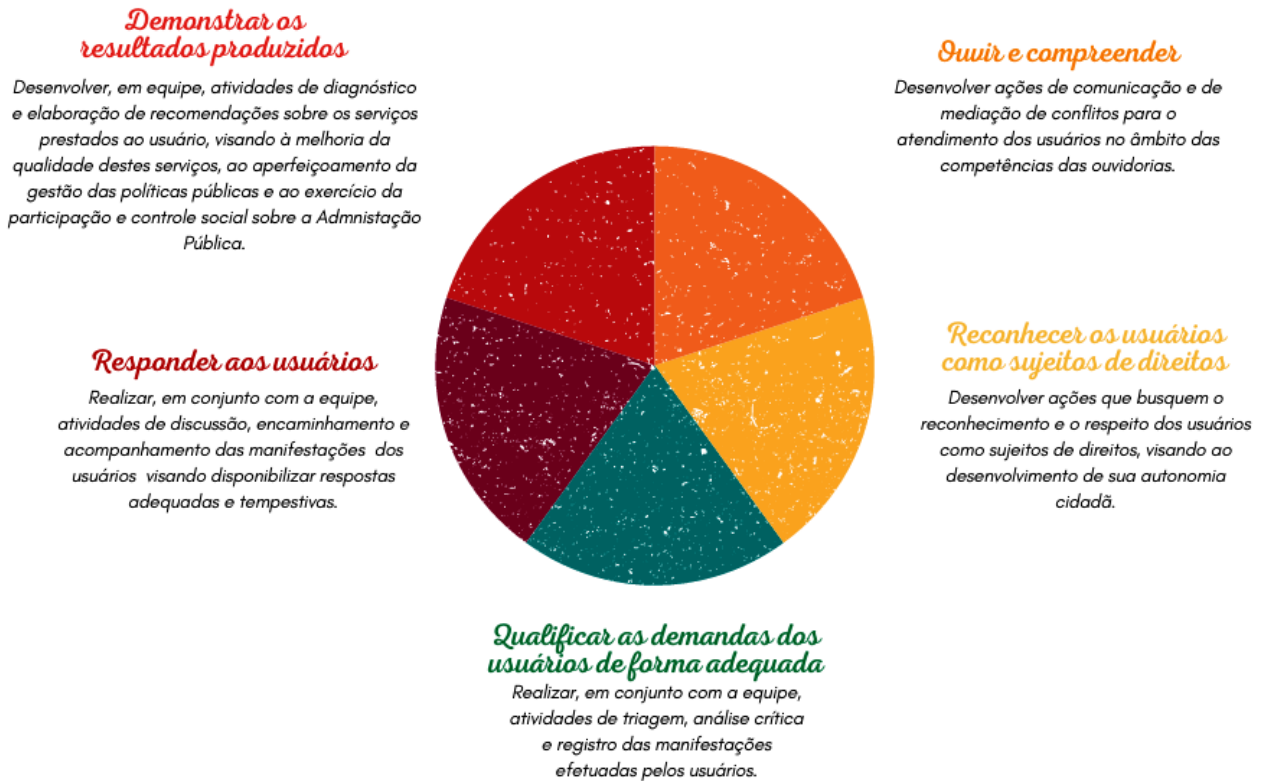 Demonstrar os
resultados produzidos
Desenvolver, em equipe, atividades de diagnóstico
e elaboração de recomendações sobre os serviços
prestados ao usuário, visando à melhoria da
qualidade destes serviços, ao aperfeiçoamento da
gestão das políticas públicas e ao exercício da
participação e controle social sobre a Admnistação
Pública.
Ouvir e compreender
Desenvolver ações de comunicação e de
mediação de conflitos para o
atendimento dos usuários no âmbito das
competências das ouvidorias.
Responder aos usuários
Realizar, em conjunto com a equipe,
atividades de discussão, encaminhamento e
acompanhamento das manifestações dos
usuários visando disponibilizar respostas
adequadas e tempestivas.
Reconhecer os usuários
como sujeitos de direitos
Desenvolver ações que busquem o
reconhecimento e o respeito dos usuários
como sujeitos de direitos, visando ao
desenvolvimento de sua autonomia
cidadã.
Qualificar as demandas dos
usuários de forma adequada
Realizar, em conjunto com a equipe,
atividades de triagem, análise crítica
e registro das manifestações
efetuadas pelos usuários.